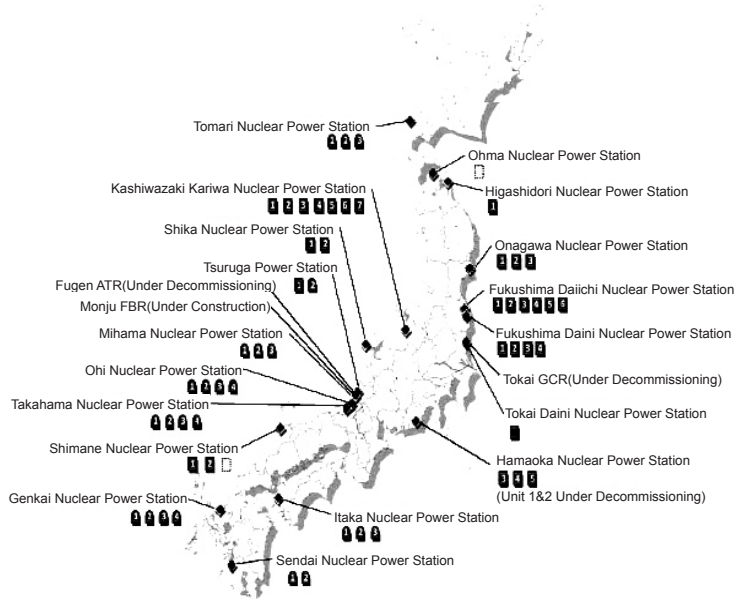 Tomari Nuclear Power Station
1 2 3
Ohma Nuclear Power Station
Kashiwazaki Kariwa Nuclear Power Station
1 2 3 4 5 6 7
Higashidori Nuclear Power Station
1
Shika Nuclear Power Station
1 2
Onagawa Nuclear Power Station
1 2 3
Tsuruga Power Station
1 2
Fugen ATR(Under Decommissioning)
Fukushima Daiichi Nuclear Power Station
1 2 3 4 5 6
Monju FBR(Under Construction)
Mihama Nuclear Power Station
1 2 3
Fukushima Daini Nuclear Power Station
1 2 3 4
Ohi Nuclear Power Station
1 2 3 4
Tokai GCR(Under Decommissioning)
Takahama Nuclear Power Station
1 2 3 4
Tokai Daini Nuclear Power Station
Shimane Nuclear Power Station
1 2
Hamaoka Nuclear Power Station
3 4 5
(Unit 1&2 Under Decommissioning)
Genkai Nuclear Power Station
1 2 3 4
Itaka Nuclear Power Station
1 2 3
Sendai Nuclear Power Station
1 2